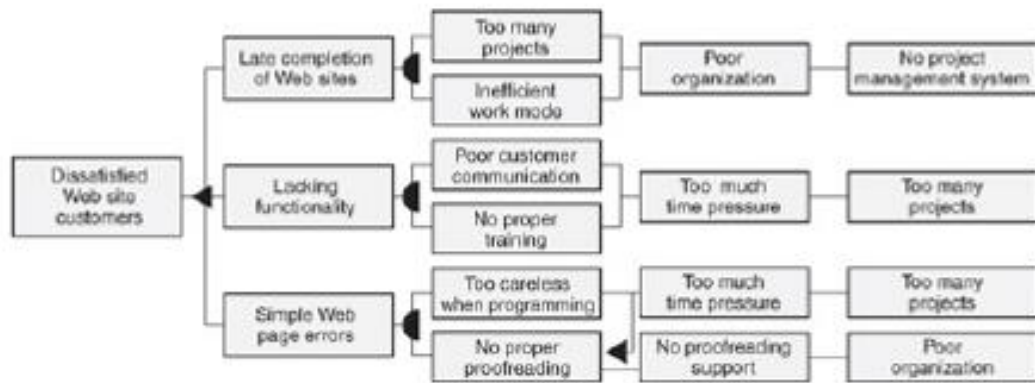 Too many
projects
Late completion
of Web sites
Poor
organization
No project
management system
Inefficient
work mode
Poor customer
communication
Dissatisfied
Web site
customers
Lacking
functionality
Too much
time pressure
Too many
projects
No proper
training
Too careless
when programming
Too much
time pressure
Too many
projects
Simple Web
page errors
No proper
proofreading
No proofreading
support
Poor
organization